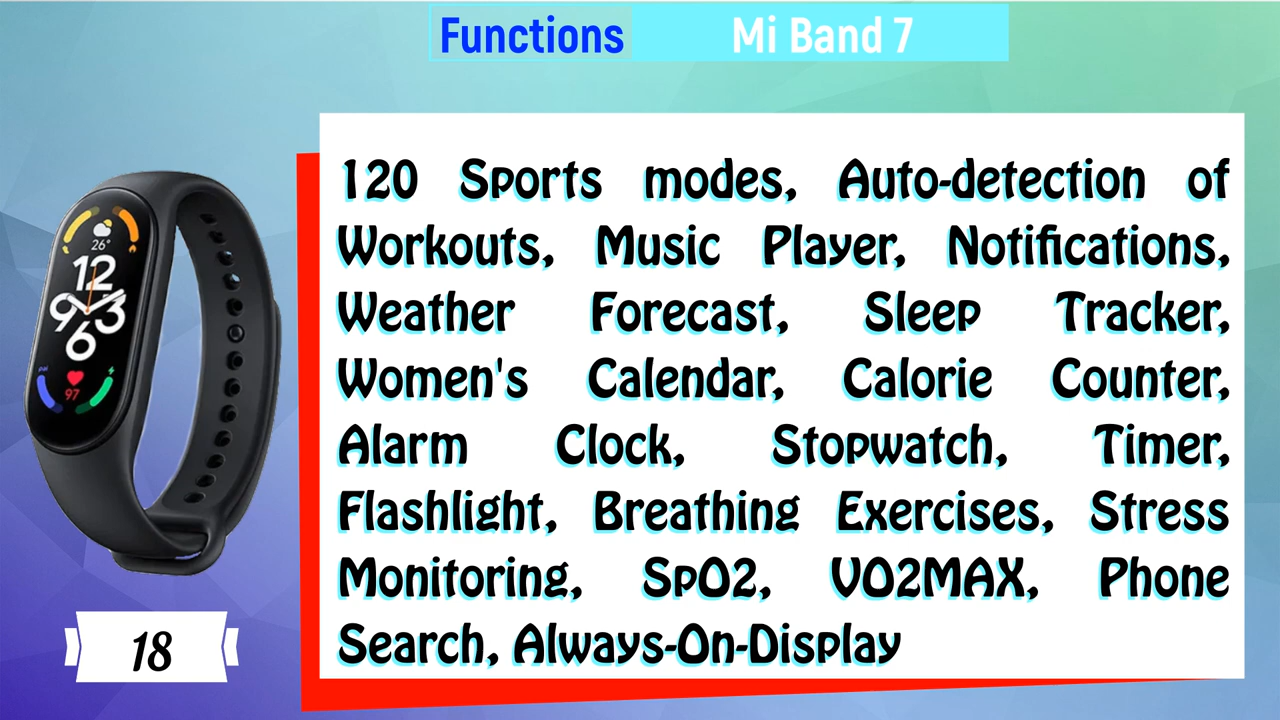 Functions Mi Band 7
120 Sports modes, Auto-detection of
Workouts, Music Player, Notifications,
Weather Forecast, Sleep Tracker,
Women's Calendar, Calorie Counter,
Alarm Clock, Stopwatch, Timer,
Flashlight, Breathing Exercises, Stress
Monitoring, SpO2, VO2MAX, Phone
Search, Always-On-Display
26°
12
9 3
6
97
18